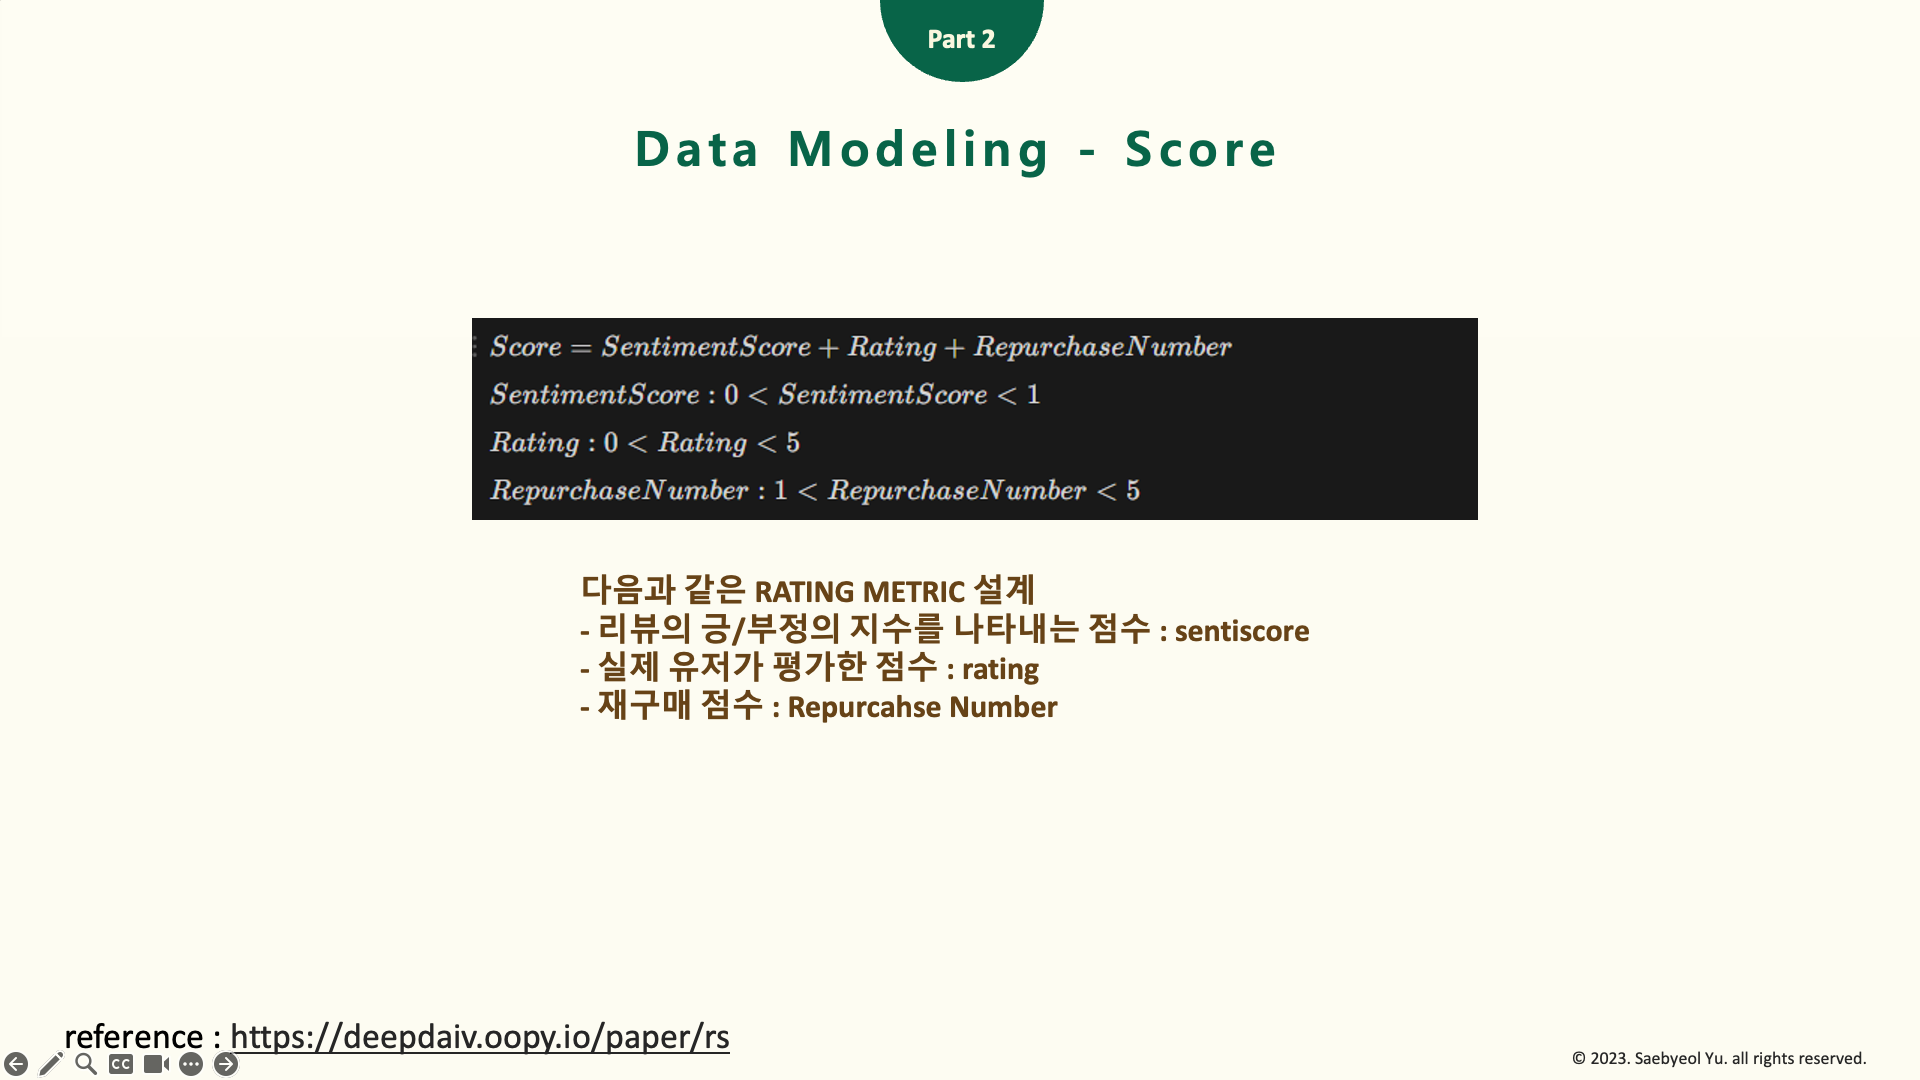 Part 2
Data Modeling - Score
Score = SentimentScore + Rating + RepurchaseNumber
SentimentScore : 0 < SentimentScore < 1
Rating : 0 < Rating < 5
RepurchaseNumber : 1 < RepurchaseNumber < 5
다음과 같은 RATING METRIC 설계
- 리뷰의 긍/부정의 지수를 나타내는 점수 : sentiscore
- 실제 유저가 평가한 점수 : rating
- 재구매 점수 : Repurcahse Number
reference : https://deepdaiv.oopy.io/paper/rs
CC
© 2023. Saebyeol Yu. all rights reserved.